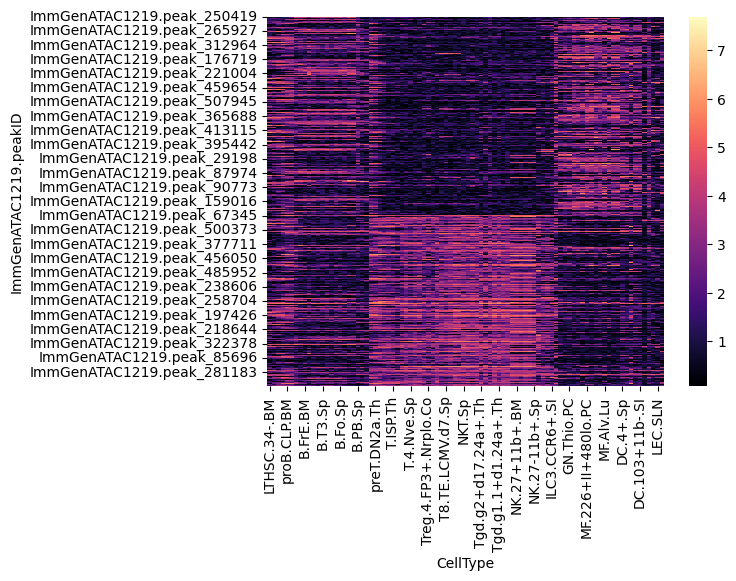 ImmGenATAC1219.peak_250419
ImmGenATAC1219.peak_265927
ImmGenATAC1219.peak_312964
ImmGenATAC1219.peak_176719
ImmGenATAC1219.peak_221004
ImmGenATAC1219.peak_459654
ImmGenATAC1219.peak_507945
ImmGenATAC1219.peak_365688
ImmGenATAC1219.peak_413115
ImmGenATAC1219.peak_395442
ImmGenATAC1219.peak_29198
ImmGenATAC1219.peak_87974
ImmGenATAC1219.peak_90773
ImmGenATAC1219.peak_159016
ImmGenATAC1219.peak_67345
ImmGenATAC1219.peak_500373
ImmGenATAC1219.peak_377711
ImmGenATAC1219.peak_456050
ImmGenATAC1219.peak_485952
ImmGenATAC1219.peak_238606
ImmGenATAC1219.peak_258704
ImmGenATAC1219.peak_197426
ImmGenATAC1219.peak_218644
ImmGenATAC1219.peak_322378
ImmGenATAC1219.peak_85696
ImmGenATAC1219.peak_281183
ImmGenATAC1219.peakID
LTHSC.34-.BM
proB.CLP.BM
B.FrE.BM
B.T3.Sp
B.Fo.Sp
B.PB.Sp
preT.DN2a.Th
T.ISP.Th
T.4.Nve.Sp
Treg.4.FP3+.Nrplo.Co
T8.TE.LCMV.d7.Sp
NKT.Sp
Tgd.g2+d17.24a+.Th
Tgd.g1.1+d1.24a+.Th
NK.27+11b+.BM
NK.27-11b+.Sp
ILC3.CCR6+.SI
GN.Thio.PC
MF.226+II+480lo.PC
MF.Alv.Lu
DC.4+.Sp
DC.103+11b-.SI
LEC.SLN
CellType
7
6
5
4
3
2
1